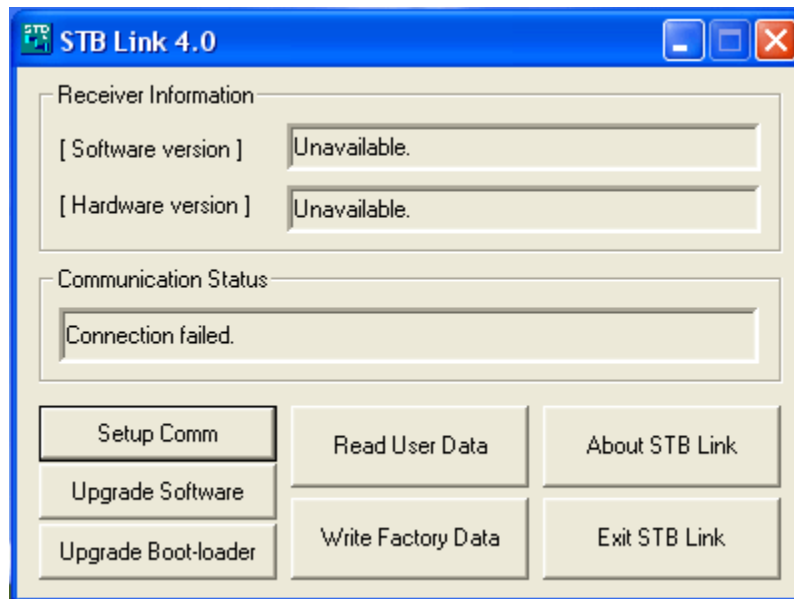 STB Link 4.0
Receiver Information
[ Software version ] Unavailable.
[ Hardware version ] Unavailable.
Communication Status
Connection failed.
Setup Comm
Read User Data
About STB Link
Upgrade Software
Upgrade Boot-loader
Write Factory Data
Exit STB Link